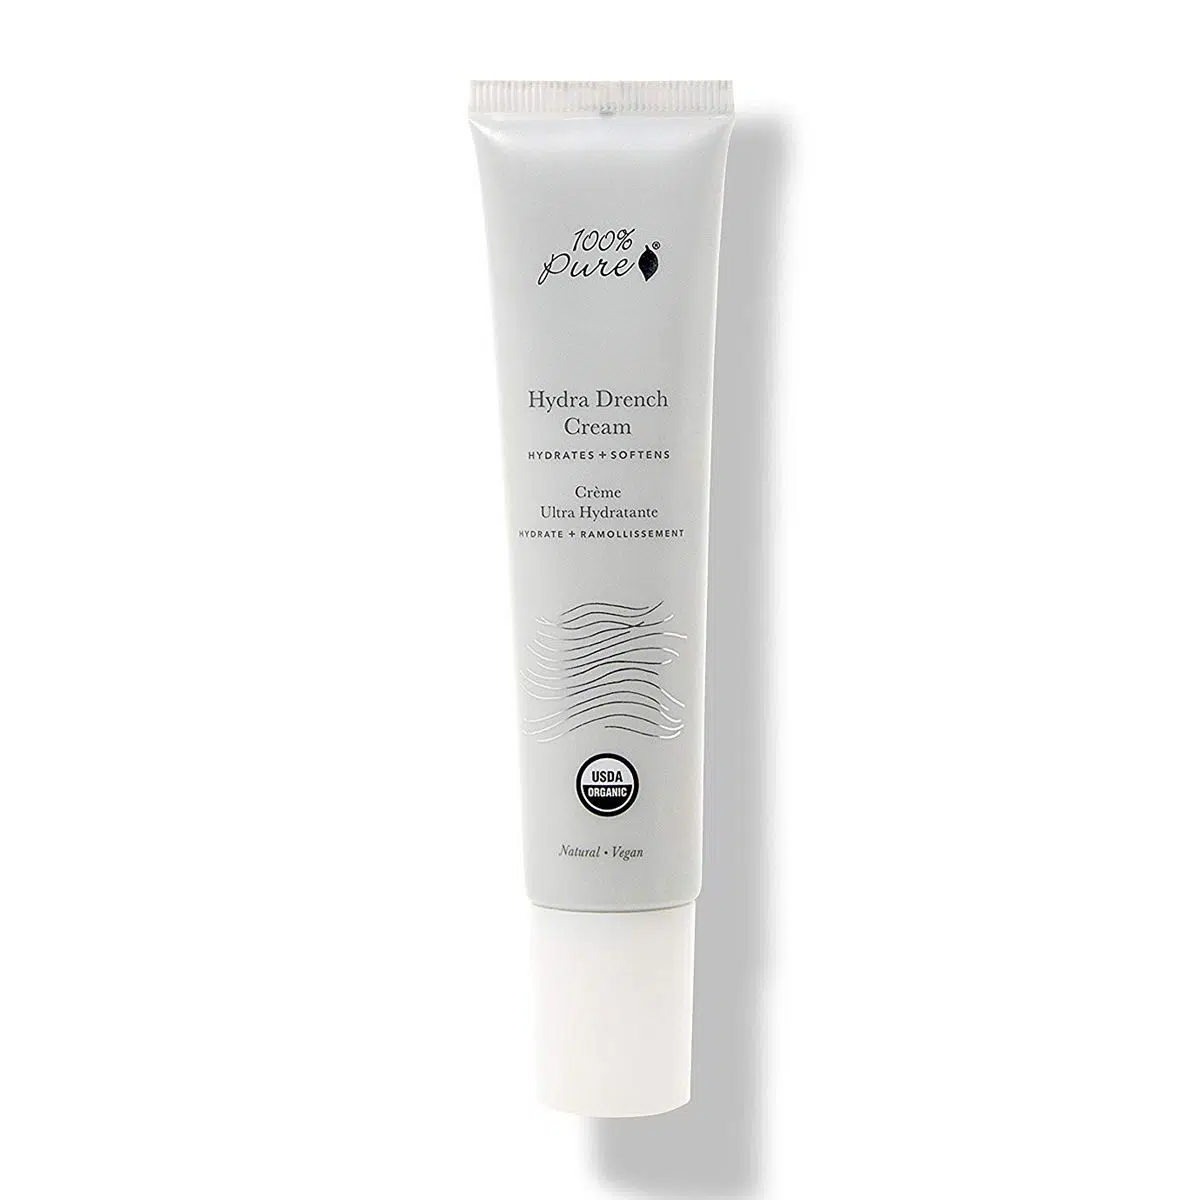 100%
Pure®
Hydra Drench
Cream
HYDRATES + SOFTENS
Crème
Ultra Hydratante
HYDRATE + RAMOLLISSEMENT
USDA
ORGANIC
Natural • Vegan